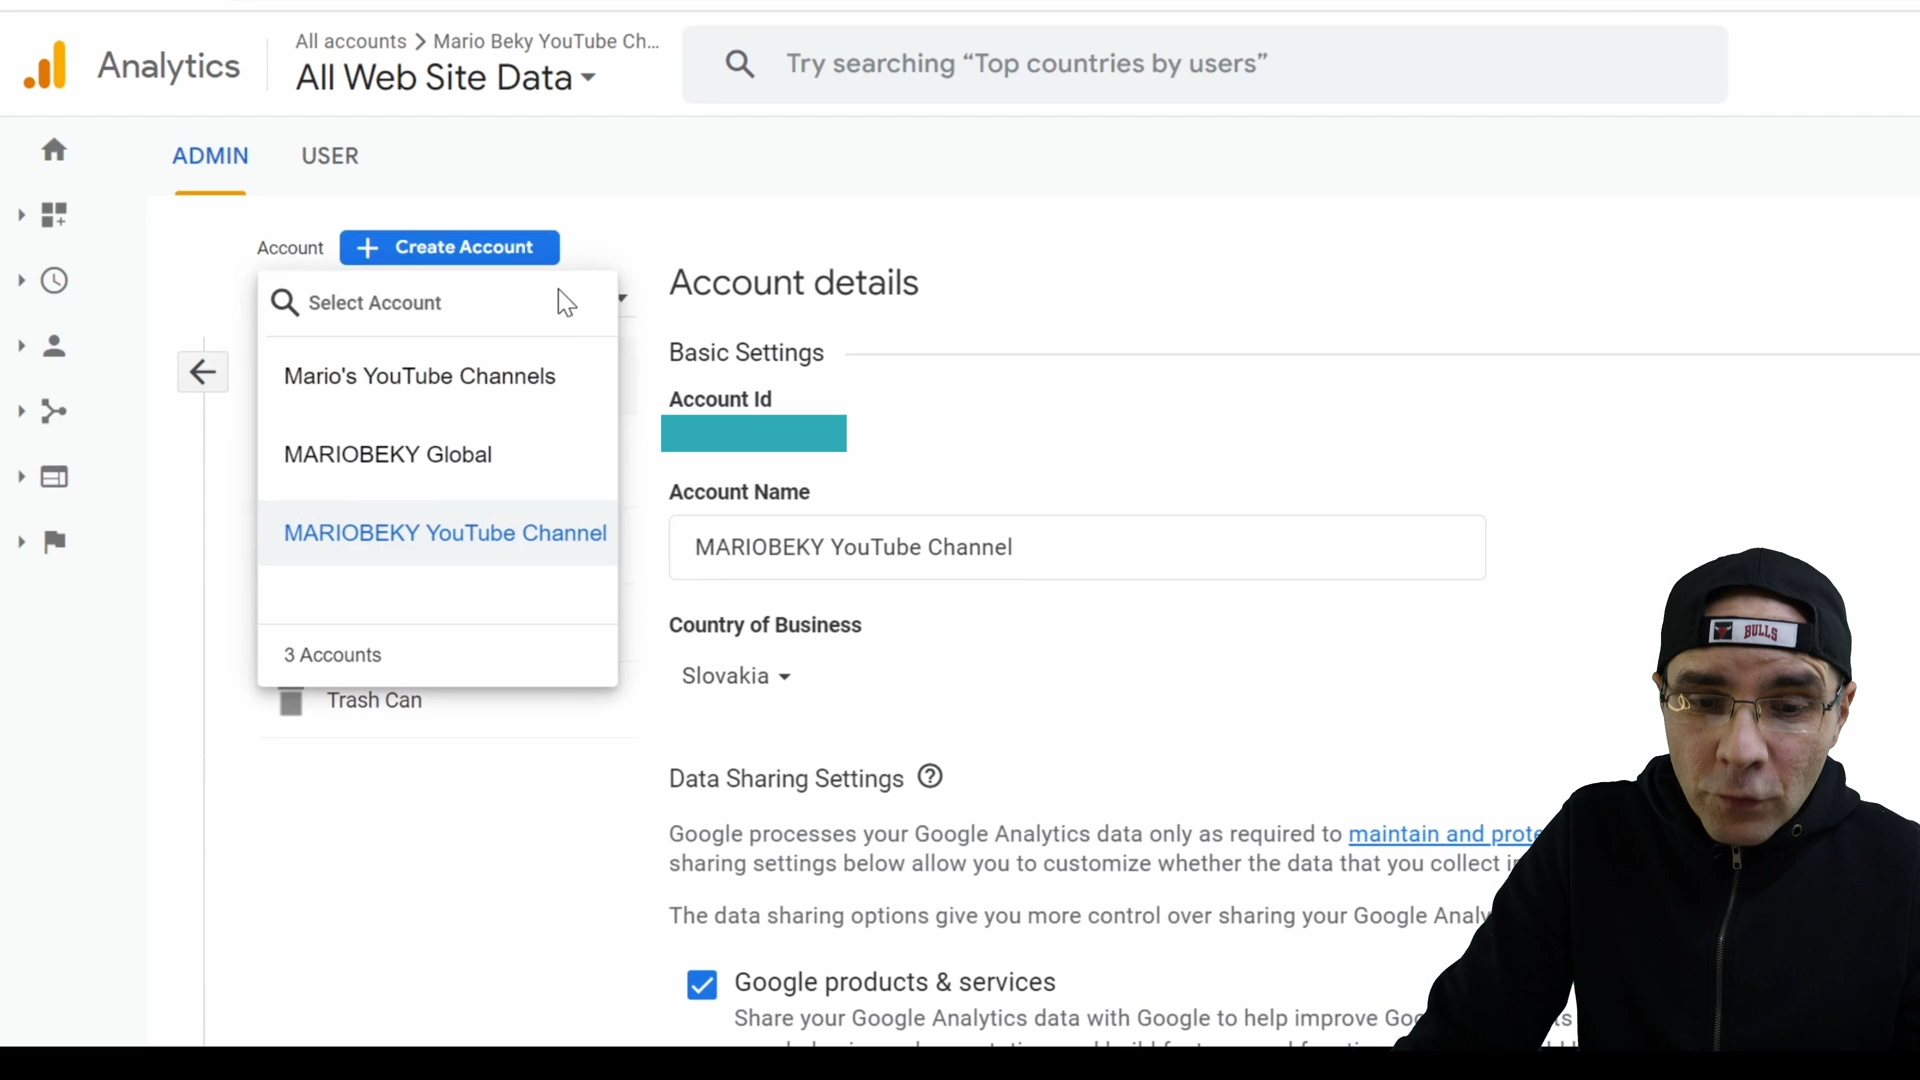 Analytics
All accounts > Mario Beky YouTube Ch...
All Web Site Data
Try searching “Top countries by users”
ADMIN USER
Account
+ Create Account
Select Account
Mario's YouTube Channels
MARIOBEKY Global
MARIOBEKY YouTube Channel
3 Accounts
Trash Can
Account details
Basic Settings
Account Id
Account Name
MARIOBEKY YouTube Channel
Country of Business
Slovakia
Data Sharing Settings
Google processes your Google Analytics data only as required to maintain and prote
sharing settings below allow you to customize whether the data that you collect
The data sharing options give you more control over sharing your Google Analy
Google products & services
Share your Google Analytics data with Google to help improve Goo
BULLS